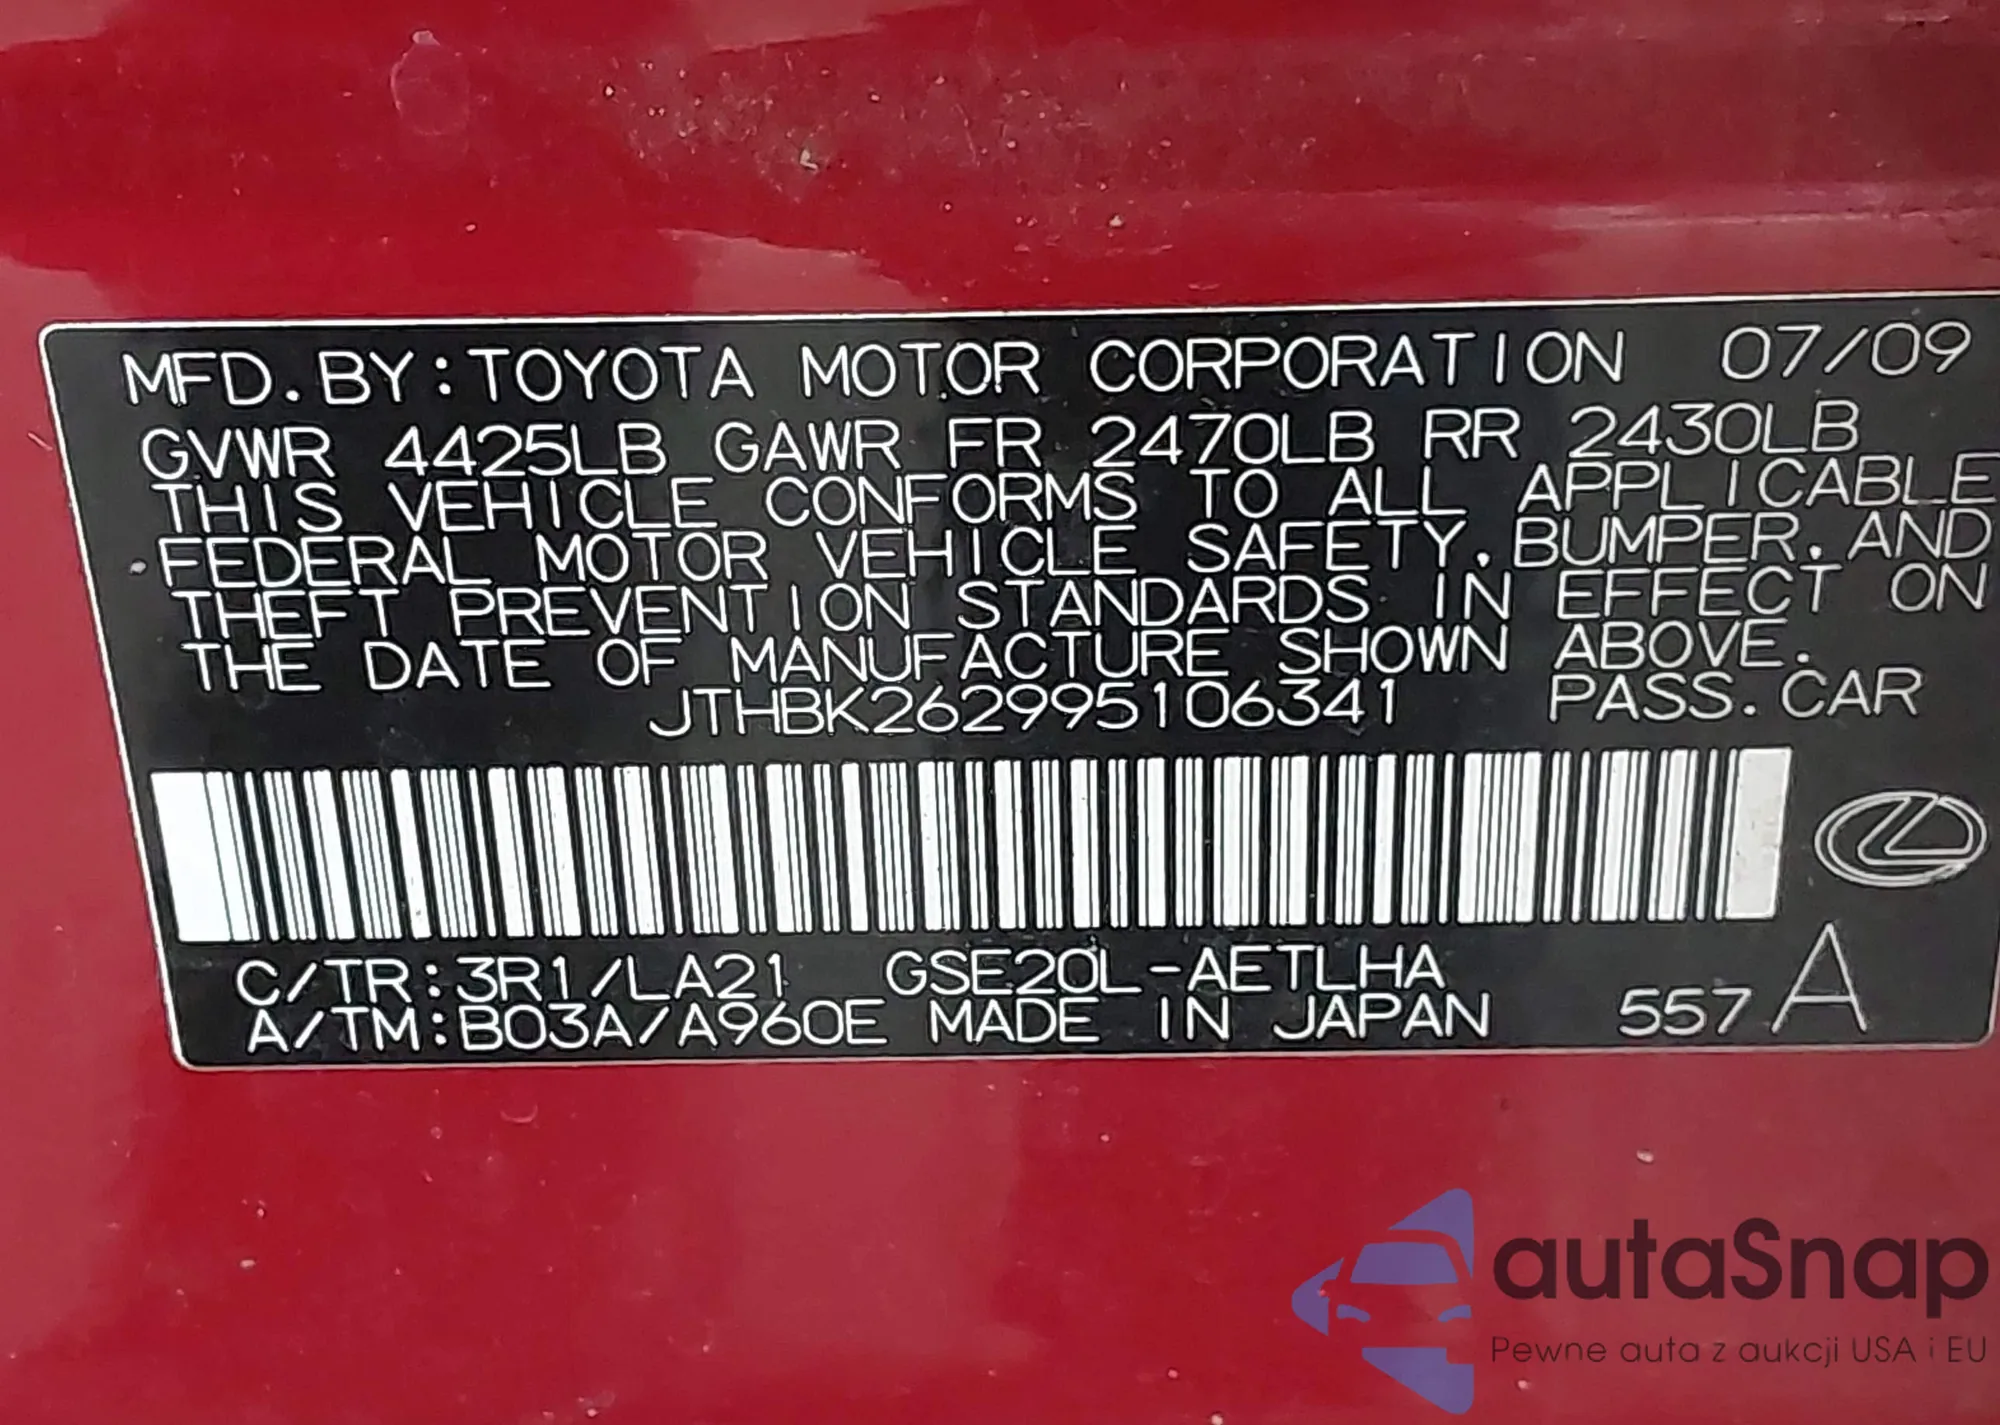 MFD. BY: TOYOTA MOTOR CORPORATION 07/09
GVWR 4425LB GAWR FR 2470LB RR 2430LB
THIS VEHICLE CONFORMS TO ALL APPLICABLE
FEDERAL MOTOR VEHICLE SAFETY, BUMPER, AND
THEFT PREVENTION STANDARDS IN EFFECT ON
THE DATE OF MANUFACTURE SHOWN ABOVE.
JTHBK262995106341 PASS. CAR
C/TR: 3R1/LA21 GSE20L-AETLHA
A/TM: B03A/A960E MADE IN JAPAN 557 A
autaSnap
Pewne auta z aukcji USA i EU